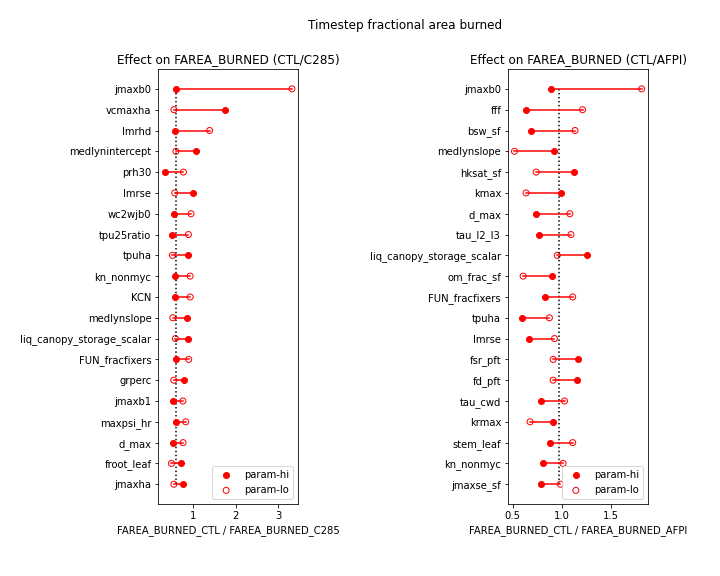 Timestep fractional area burned
Effect on FAREA_BURNED (CTL/C285)
jmaxb0
vcmaxha
lmrhd
medlynintercept
prh30
lmrse
wc2wjb0
tpu25ratio
tpuha
kn_nonmyc
KCN
medlynslope
liq_canopy_storage_scalar
FUN_fracfixers
grperc
jmaxb1
maxpsi_hr
d_max
froot_leaf
jmaxha
param-hi
param-lo
1 2 3
FAREA_BURNED_CTL / FAREA_BURNED_C285
Effect on FAREA_BURNED (CTL/AFPI)
jmaxb0
fff
bsw_sf
medlynslope
hksat_sf
kmax
d_max
tau_l2_l3
liq_canopy_storage_scalar
om_frac_sf
FUN_fracfixers
tpuha
lmrse
fsr_pft
fd_pft
tau_cwd
krmax
stem_leaf
kn_nonmyc
jmaxse_sf
param-hi
param-lo
0.5 1.0 1.5
FAREA_BURNED_CTL / FAREA_BURNED_AFPI